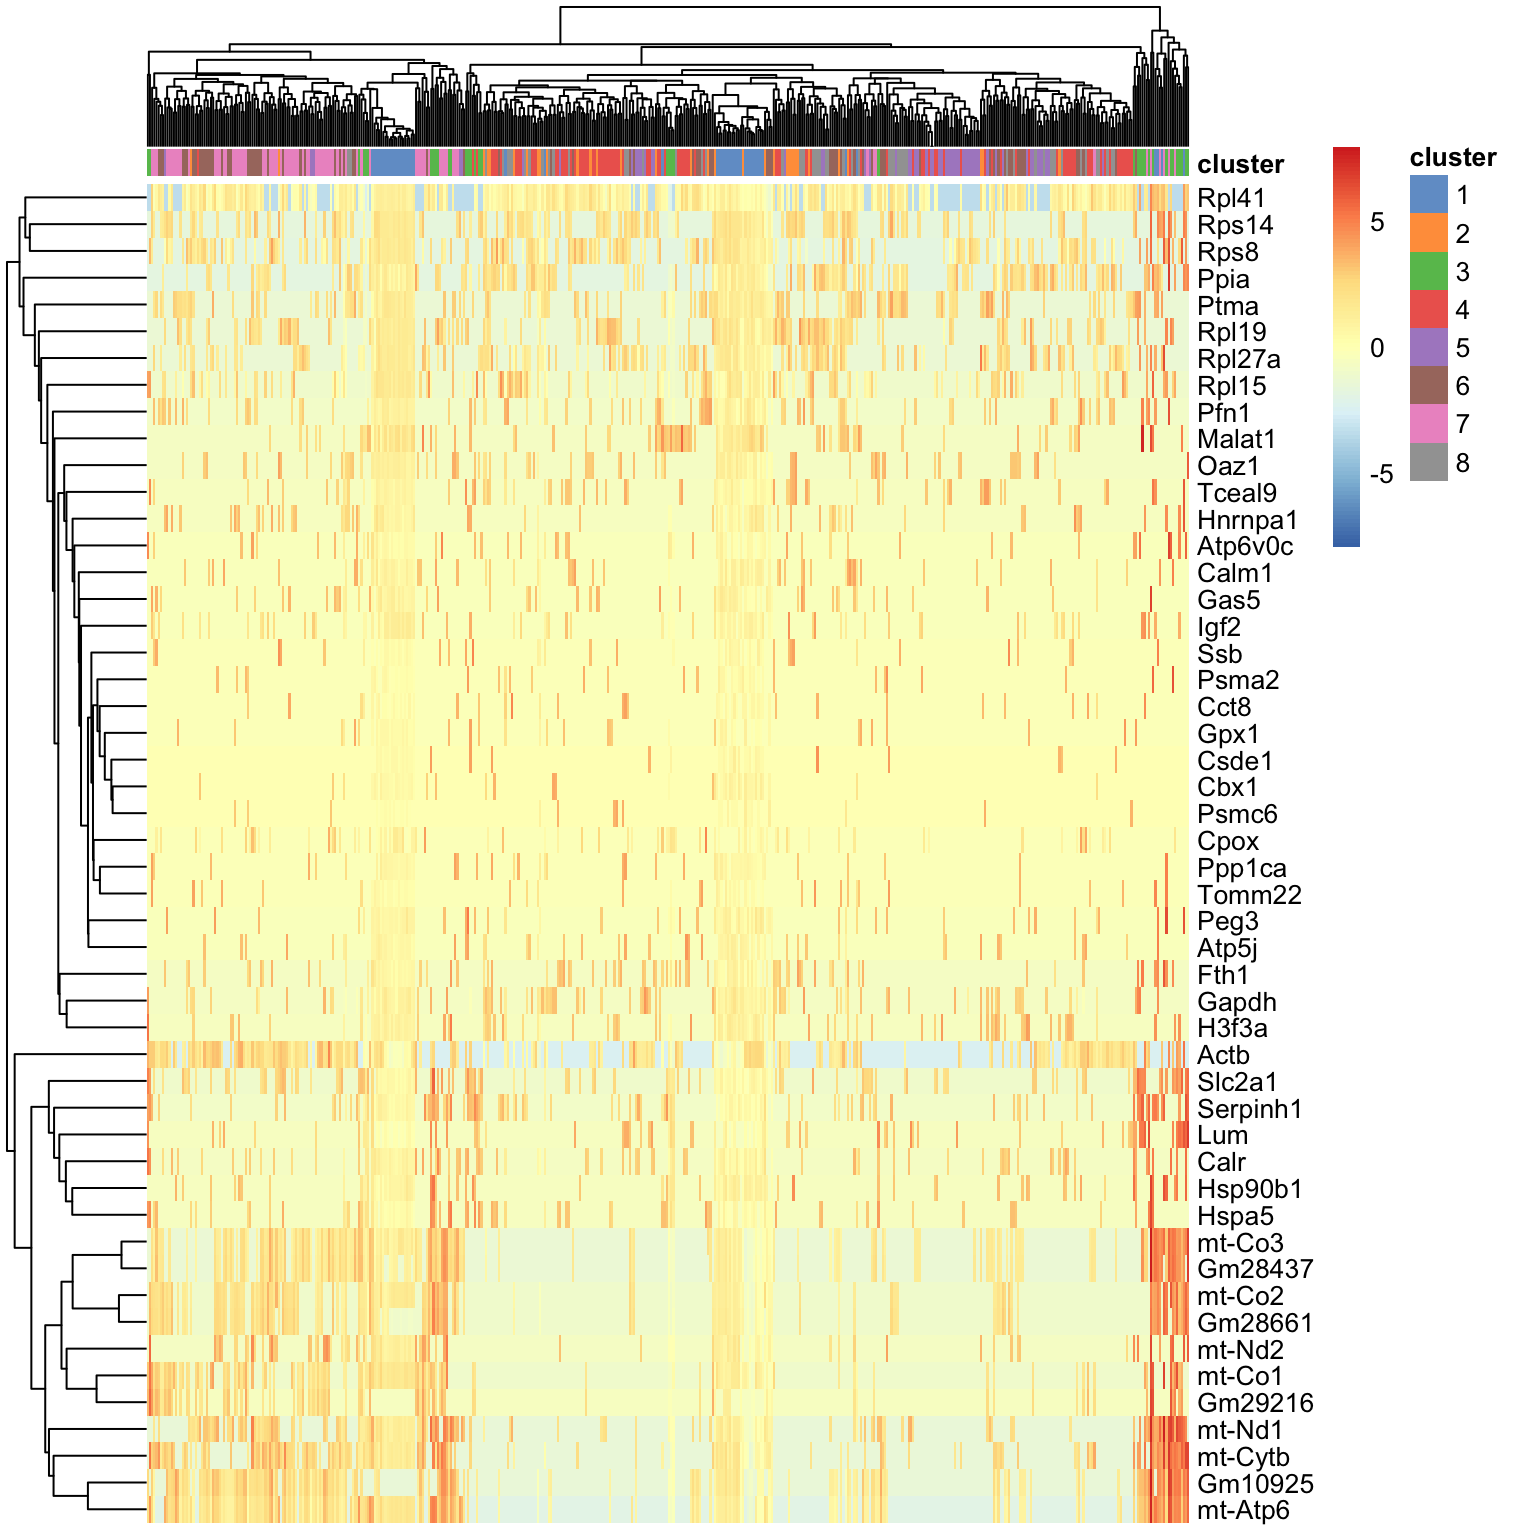 cluster
Rpl41
Rps14
Rps8
Ppia
Ptma
Rpl19
Rpl27a
Rpl15
Pfn1
Malat1
Oaz1
Tceal9
Hnrnpa1
Atp6v0c
Calm1
Gas5
Igf2
Ssb
Psma2
Cct8
Gpx1
Csde1
Cbx1
Psmc6
Cpox
Ppp1ca
Tomm22
Peg3
Atp5j
Fth1
Gapdh
H3f3a
Actb
Slc2a1
Serpinh1
Lum
Calr
Hsp90b1
Hspa5
mt-Co3
Gm28437
mt-Co2
Gm28661
mt-Nd2
mt-Co1
Gm29216
mt-Nd1
mt-Cytb
Gm10925
mt-Atp6
5
0
-5
cluster
1
2
3
4
5
6
7
8